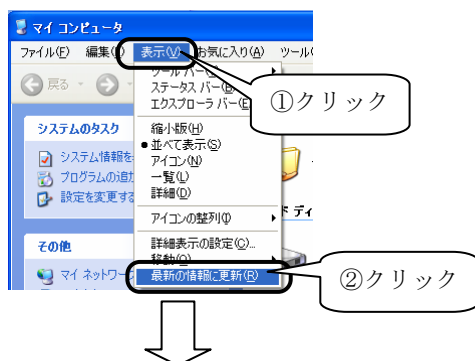 マイ コンピュータ
ファイル(F) 編集( 表示(V) お気に入り(A) ツール(
戻る
ツール バー(
ステータス バー(B)
エクスプローラ バー(E)
①クリック
システムのタスク
システム情報を
プログラムの追加
設定を変更する
縮小版(H)
並べて表示(S)
アイコン(N)
一覧(L)
詳細(D)
アイコンの整列(I)
ド ディ
その他
マイ ネットワー
詳細表示の設定(C)...
移動(O)
最新の情報に更新(R)
②クリック